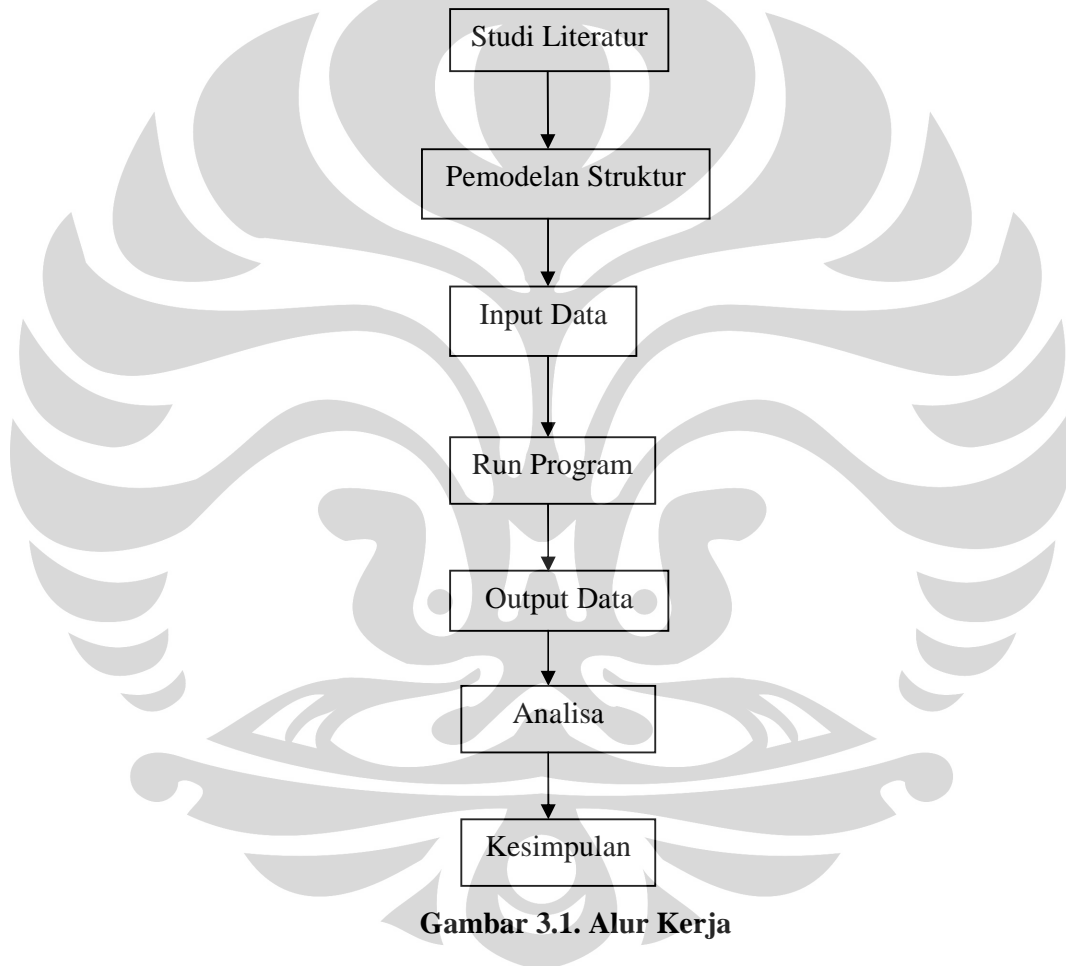 Studi Literatur
Pemodelan Struktur
Input Data
Run Program
Output Data
Analisa
Kesimpulan
Gambar 3.1. Alur Kerja